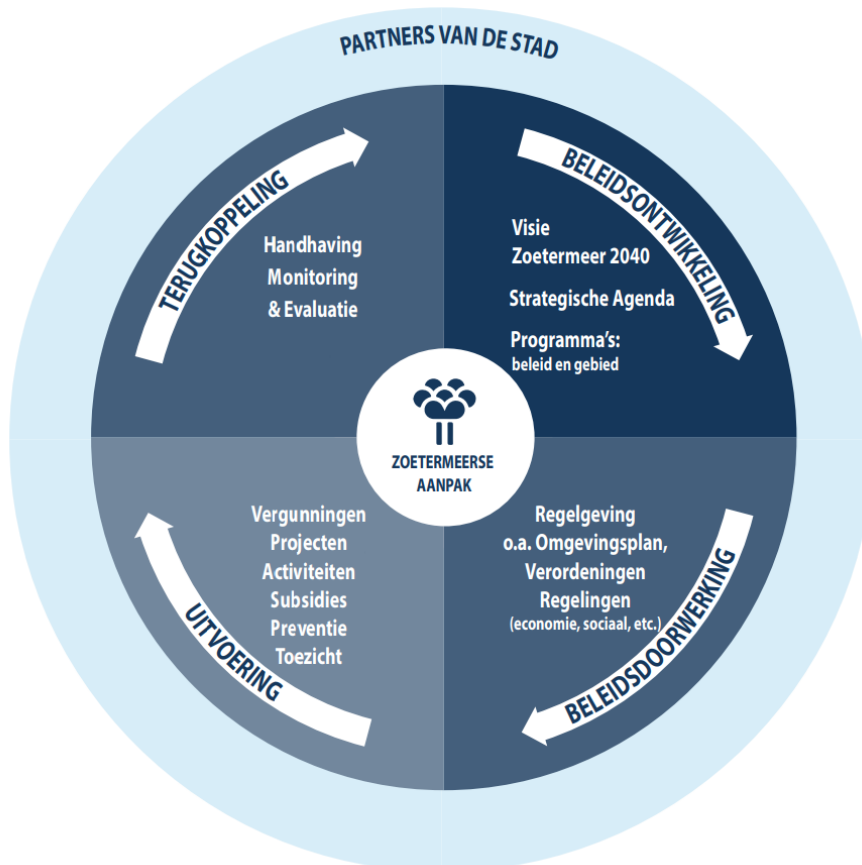 PARTNERS VAN DE STAD
TERUGKOPPELING
Handhaving
Monitoring
& Evaluatie
BELEIDSONTWIKKELING
Visie
Zoetermeer 2040
Strategische Agenda
Programma's:
beleid en gebied
ZOETERMEERSE
AANPAK
Vergunningen
Projecten
Activiteiten
Subsidies
Preventie
Toezicht
UITVOERING
Regelgeving
o.a. Omgevingsplan,
Verordeningen
Regelingen
(economie, sociaal, etc.)
BELEIDSDOORWERKING